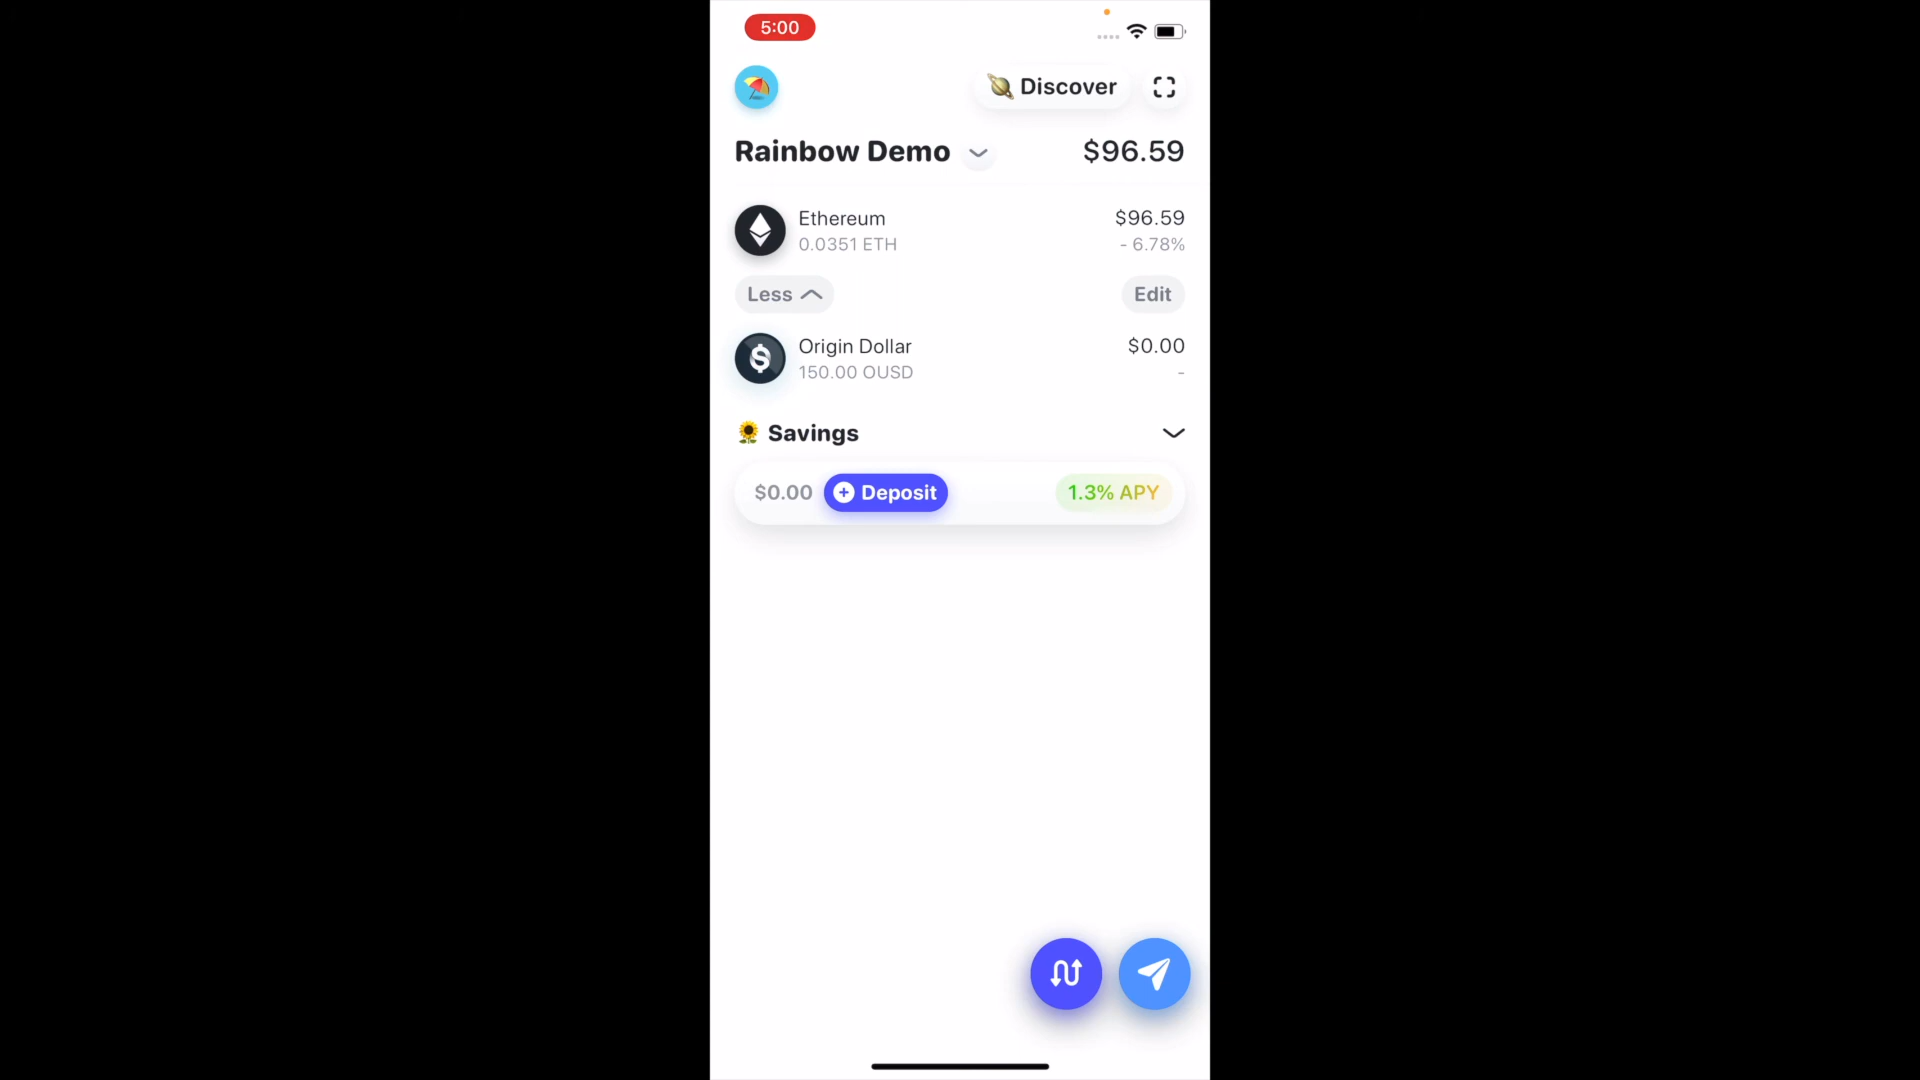 5:00
Discover
Rainbow Demo
$96.59
Ethereum
$96.59
0.0351 ETH
- 6.78%
Less
Edit
Origin Dollar
$0.00
150.00 OUSD
-
Savings
$0.00
Deposit
1.3% APY